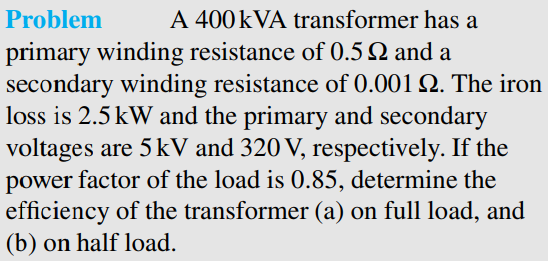 Problem A 400 kVA transformer has a
primary winding resistance of 0.5 Ω and a
secondary winding resistance of 0.001 Ω. The iron
loss is 2.5 kW and the primary and secondary
voltages are 5 kV and 320 V, respectively. If the
power factor of the load is 0.85, determine the
efficiency of the transformer (a) on full load, and
(b) on half load.